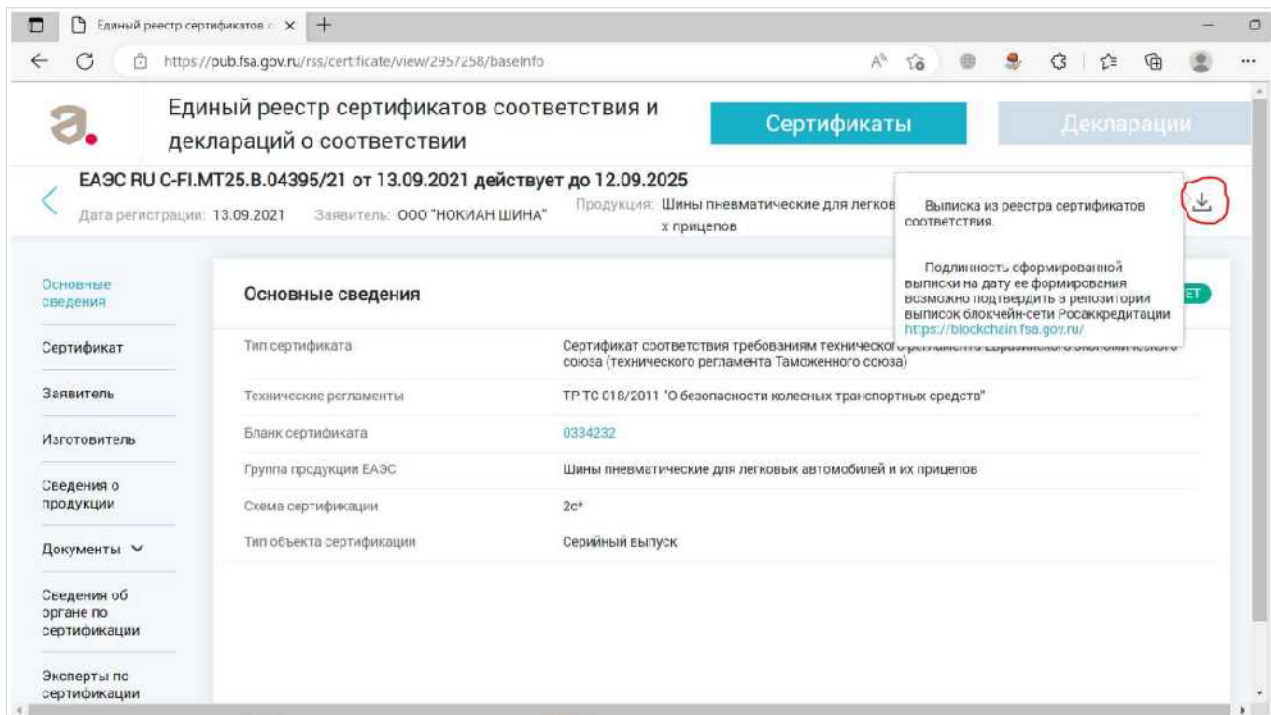 Единый реестр сертификатов с
https://pub.fsa.gov.ru/rss/certificate/view/2957258/baseInfo
a.
Единый реестр сертификатов соответствия и
деклараций о соответствии
Сертификаты
Декларации
ЕАЭС RU С-FI.МТ25.В.04395/21 от 13.09.2021 действует до 12.09.2025
Дата регистрации: 13.09.2021 Заявитель: ООО "НОКИАН ШИНА" Продукция: Шины пневматические для легков
х прицепов
Выписка из реестра сертификатов
соответствия.
Подлинность сформированной
выписки на дату ее формирования
возможно подтвердить в репозитории
выписок блокчейн-сети Росаккредитации
https://blockchain.fsa.gov.ru/
Основные
сведения
Сертификат
Заявитель
Изготовитель
Сведения о
продукции
Документы
Сведения об
органе по
сертификации
Эксперты по
сертификации
Основные сведения
ЕТ
Тип сертификата Сертификат соответствия требованиям технического регламента Евразийского экономического
союза (технического регламента Таможенного союза)
Технические регламенты ТР ТС 018/2011 "О безопасности колесных транспортных средств"
Бланк сертификата 0334232
Группа продукции ЕАЭС Шины пневматические для легковых автомобилей и их прицепов
Схема сертификации 2с*
Тип объекта сертификации Серийный выпуск